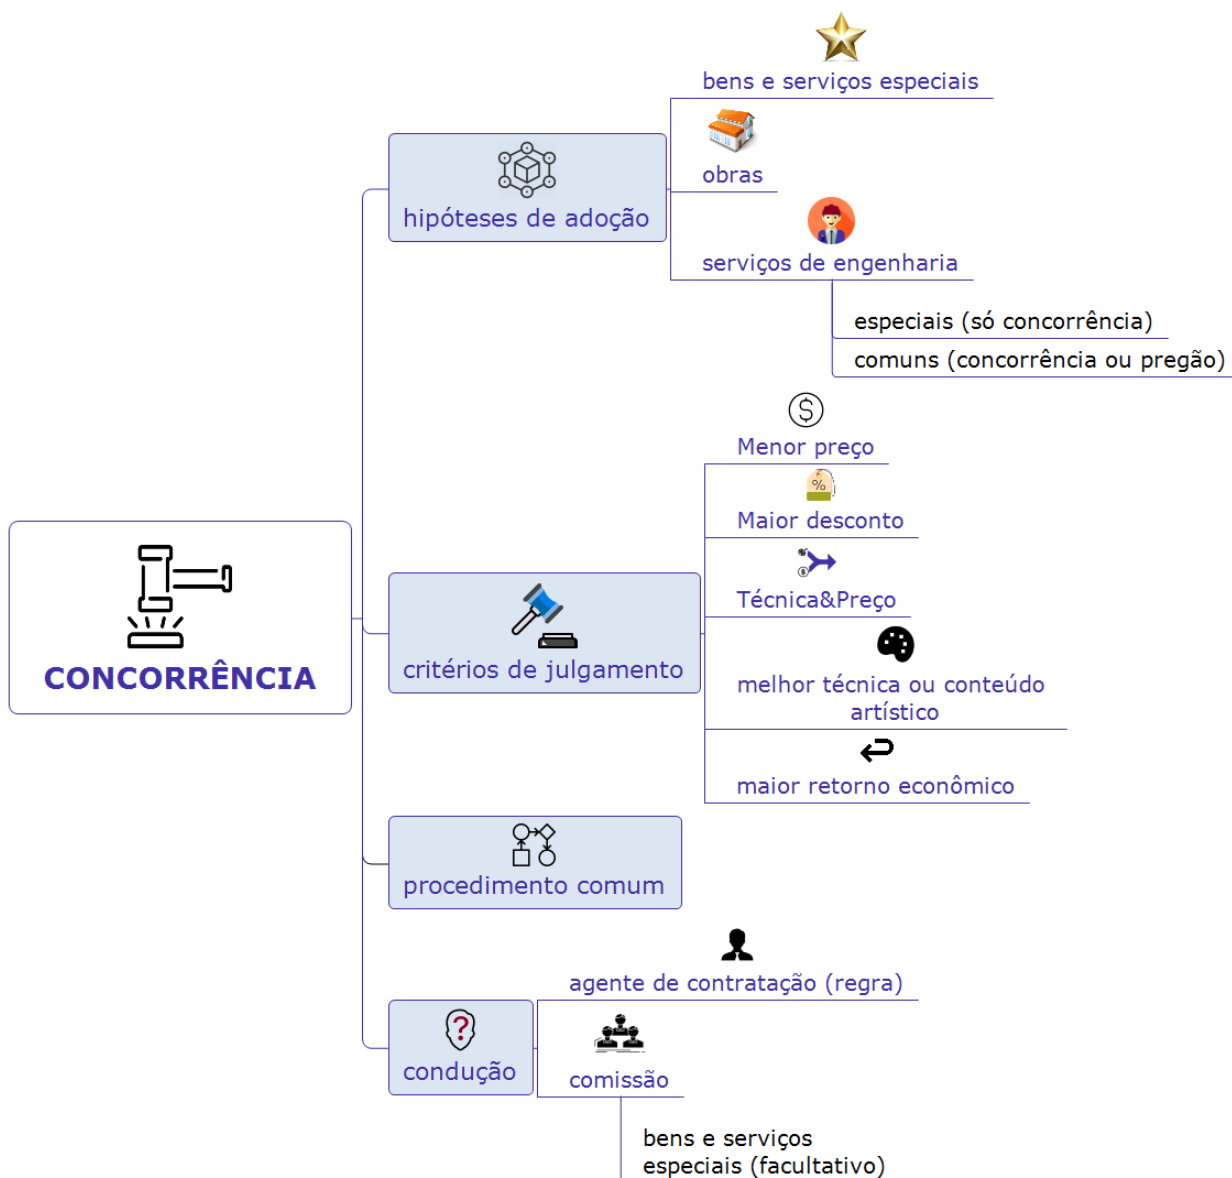 bens e serviços especiais
obras
hipóteses de adoção
serviços de engenharia
especiais (só concorrência)
comuns (concorrência ou pregão)
$
Menor preço
%
Maior desconto
Técnica&Preço
CONCORRÊNCIA
critérios de julgamento
melhor técnica ou conteúdo
artístico
maior retorno econômico
procedimento comum
agente de contratação (regra)
?
condução
comissão
bens e serviços
especiais (facultativo)